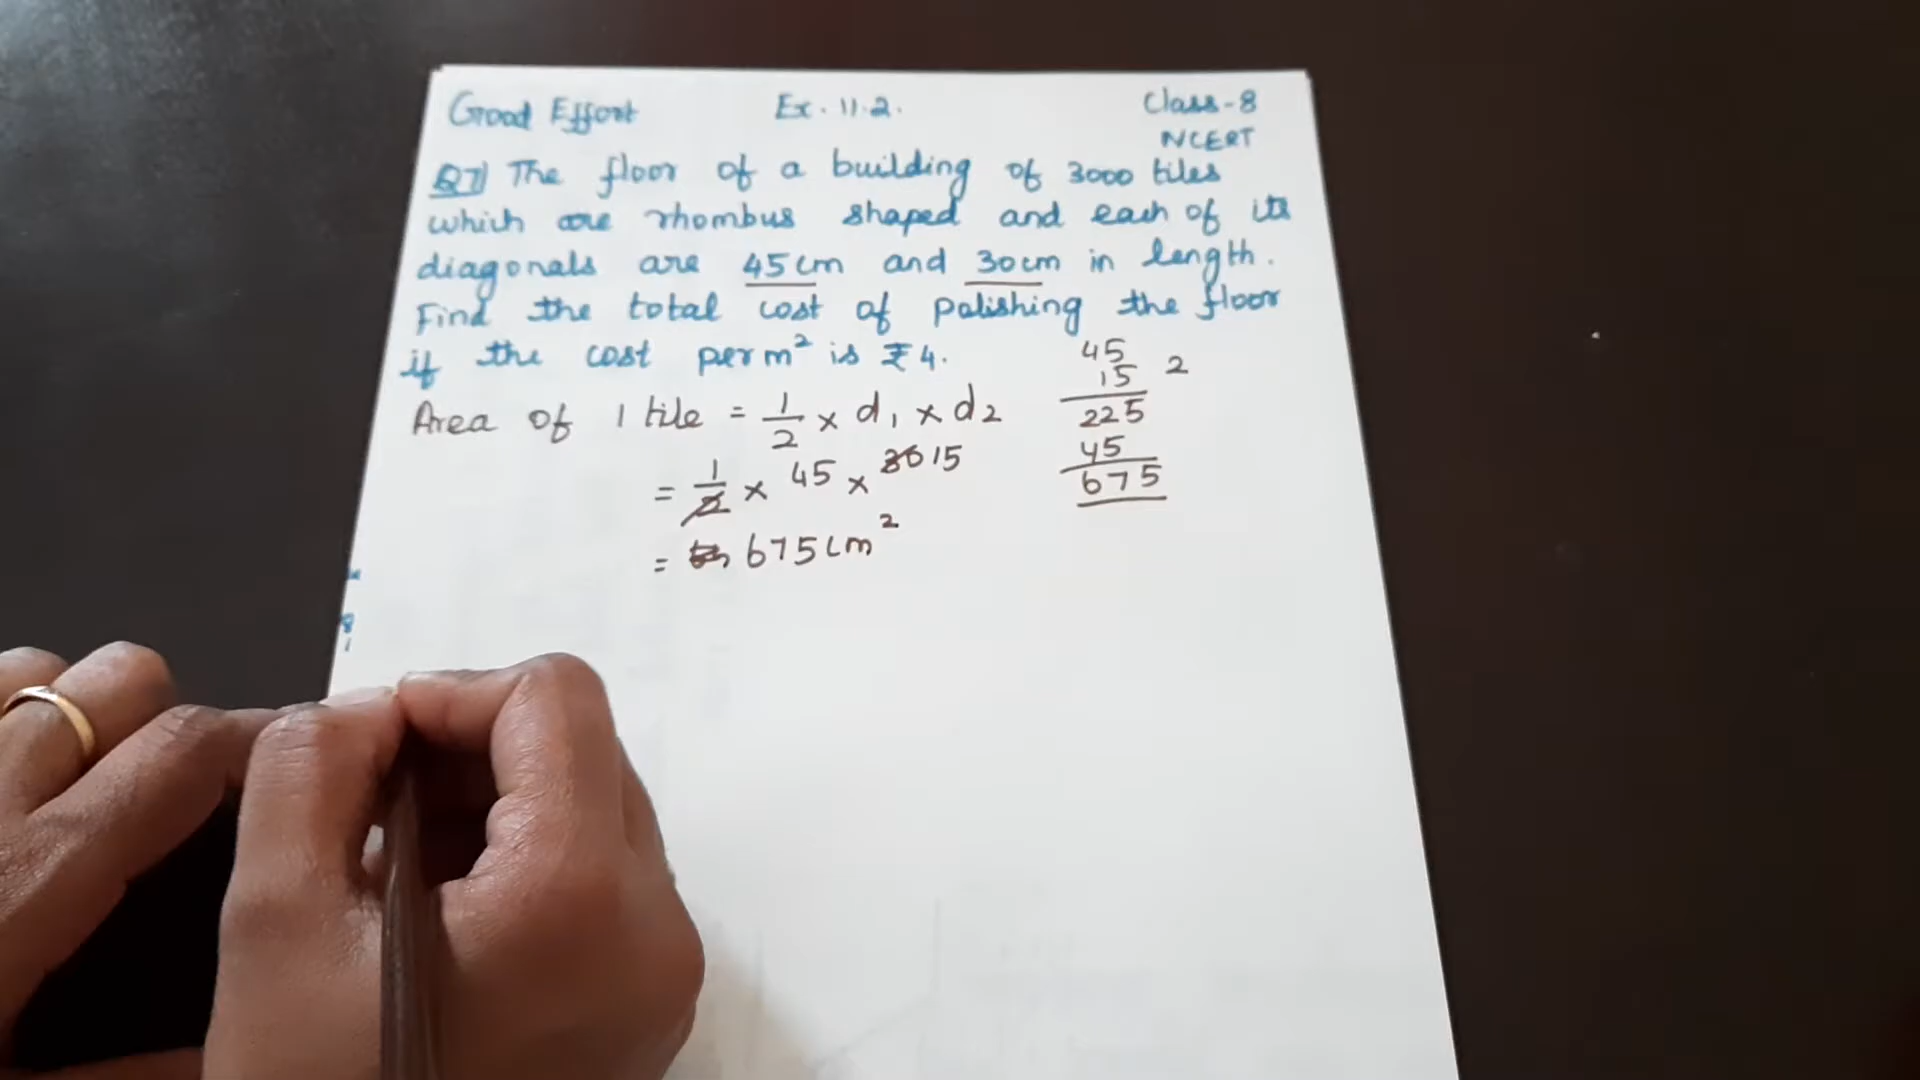 Good Effort Ex. 11.2. Class-8
NCERT
Q7) The floor of a building of 3000 tiles
which are rhombus shaped and each of its
diagonals are 45cm and 30cm in length.
Find the total cost of polishing the floor
if the cost per m² is ₹4.
Area of 1 tile = 1/2 × d₁ × d₂
= 1/2 × 45 × 30 15
= 675cm²
45
15 2
225
45
675